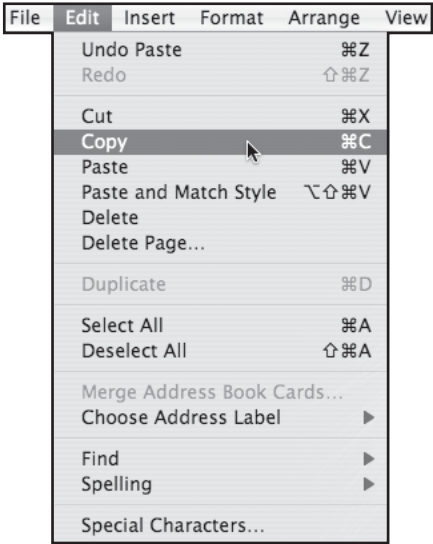 File Edit Insert Format Arrange View
Undo Paste ⌘Z
Redo ⇧⌘Z
Cut ⌘X
Copy ⌘C
Paste ⌘V
Paste and Match Style ⌥⇧⌘V
Delete
Delete Page...
Duplicate ⌘D
Select All ⌘A
Deselect All ⇧⌘A
Merge Address Book Cards...
Choose Address Label
Find
Spelling
Special Characters...